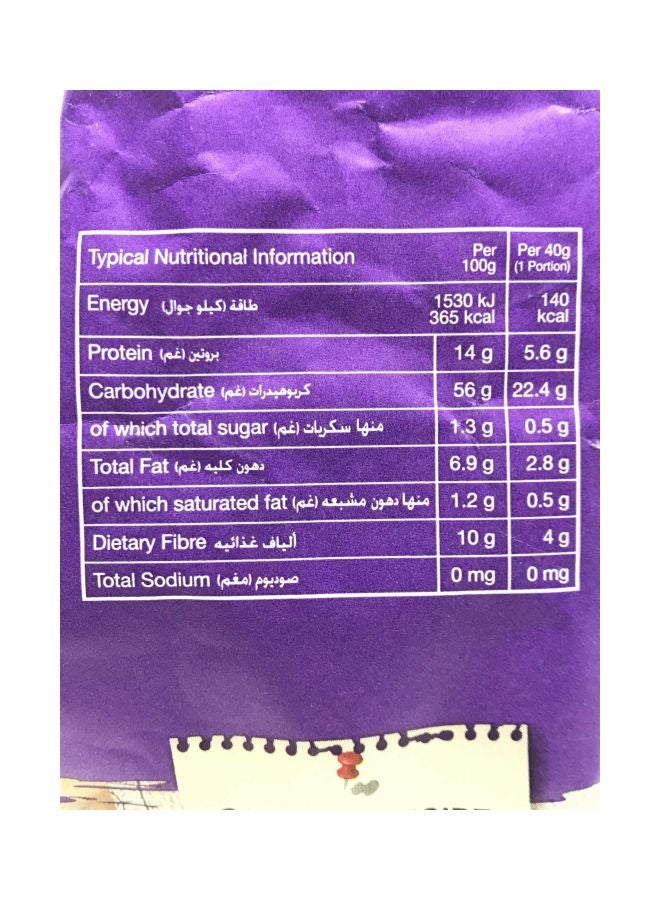 Typical Nutritional Information Per 100g Per 40g (1 Portion)
Energy طاقة (كيلو جوال) 1530 kJ 365 kcal 140 kcal
Protein بروتين (غم) 14 g 5.6 g
Carbohydrate كربوهيدرات (غم) 56 g 22.4 g
of which total sugar منها سكريات (غم) 1.3 g 0.5 g
Total Fat دهون كليه (غم) 6.9 g 2.8 g
of which saturated fat منها دهون مشبعه (غم) 1.2 g 0.5 g
Dietary Fibre ألياف غذائيه 10 g 4 g
Total Sodium صوديوم (مغم) 0 mg 0 mg